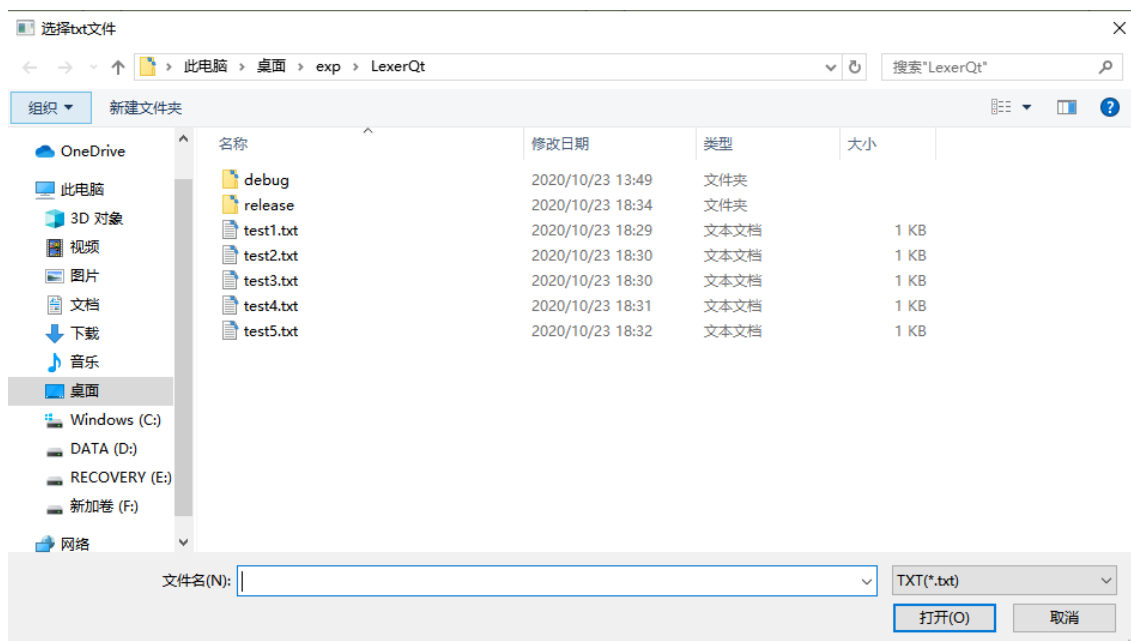 选择txt文件
此电脑 › 桌面 › exp › LexerQt
搜索"LexerQt"
组织
新建文件夹
OneDrive
此电脑
3D 对象
视频
图片
文档
下载
音乐
桌面
Windows (C:)
DATA (D:)
RECOVERY (E:)
新加卷 (F:)
网络
名称 修改日期 类型 大小
debug 2020/10/23 13:49 文件夹
release 2020/10/23 18:34 文件夹
test1.txt 2020/10/23 18:29 文本文档 1 KB
test2.txt 2020/10/23 18:30 文本文档 1 KB
test3.txt 2020/10/23 18:30 文本文档 1 KB
test4.txt 2020/10/23 18:31 文本文档 1 KB
test5.txt 2020/10/23 18:32 文本文档 1 KB
文件名(N):
TXT(*.txt)
打开(O)
取消